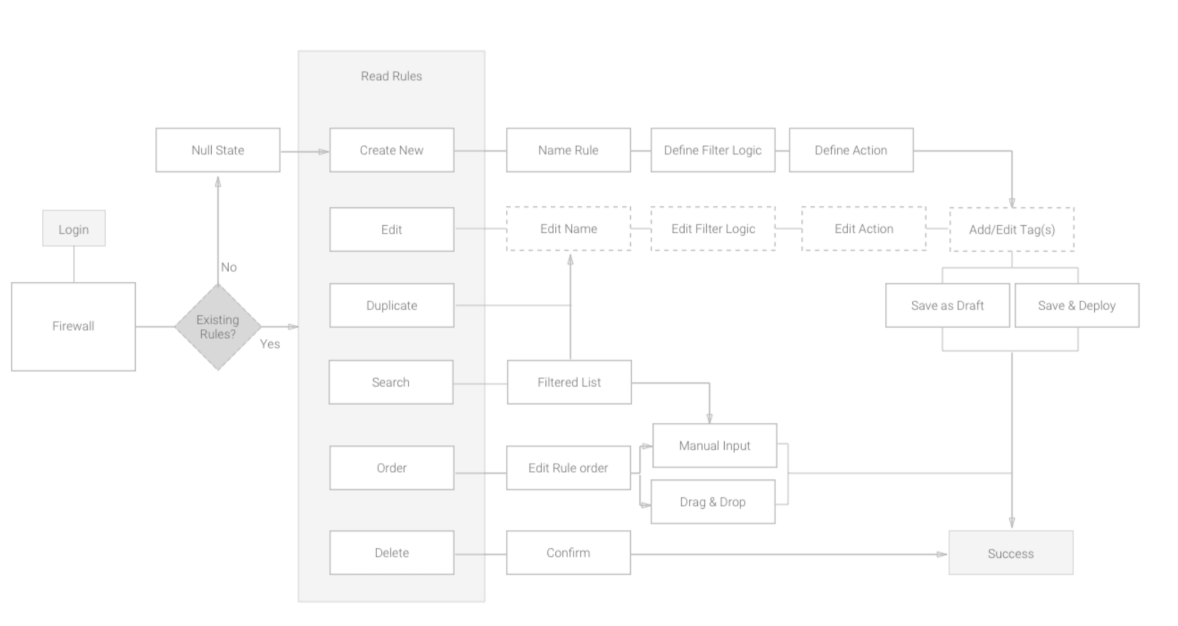 Read Rules
Null State
Create New
Name Rule
Define Filter Logic
Define Action
Login
Edit
Edit Name
Edit Filter Logic
Edit Action
Add/Edit Tag(s)
No
Firewall
Existing
Rules?
Yes
Duplicate
Save as Draft
Save & Deploy
Search
Filtered List
Manual Input
Order
Edit Rule order
Drag & Drop
Delete
Confirm
Success